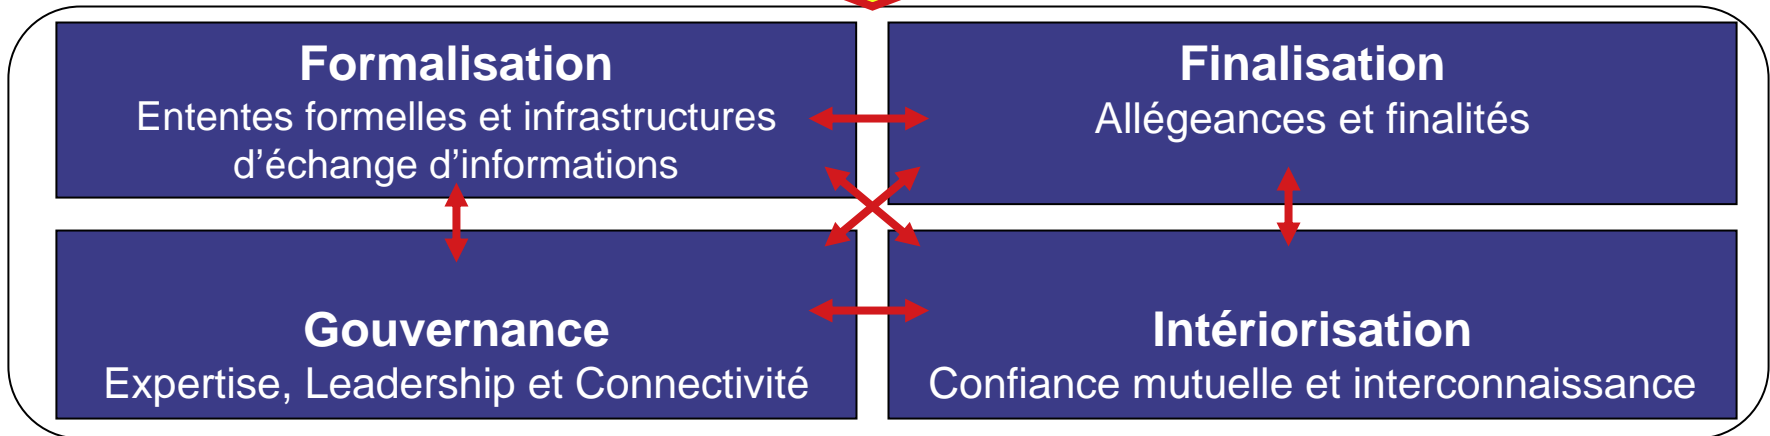 Formalisation
Ententes formelles et infrastructures
d’échange d’informations
Finalisation
Allégeances et finalités
Gouvernance
Expertise, Leadership et Connectivité
Intériorisation
Confiance mutuelle et interconnaissance